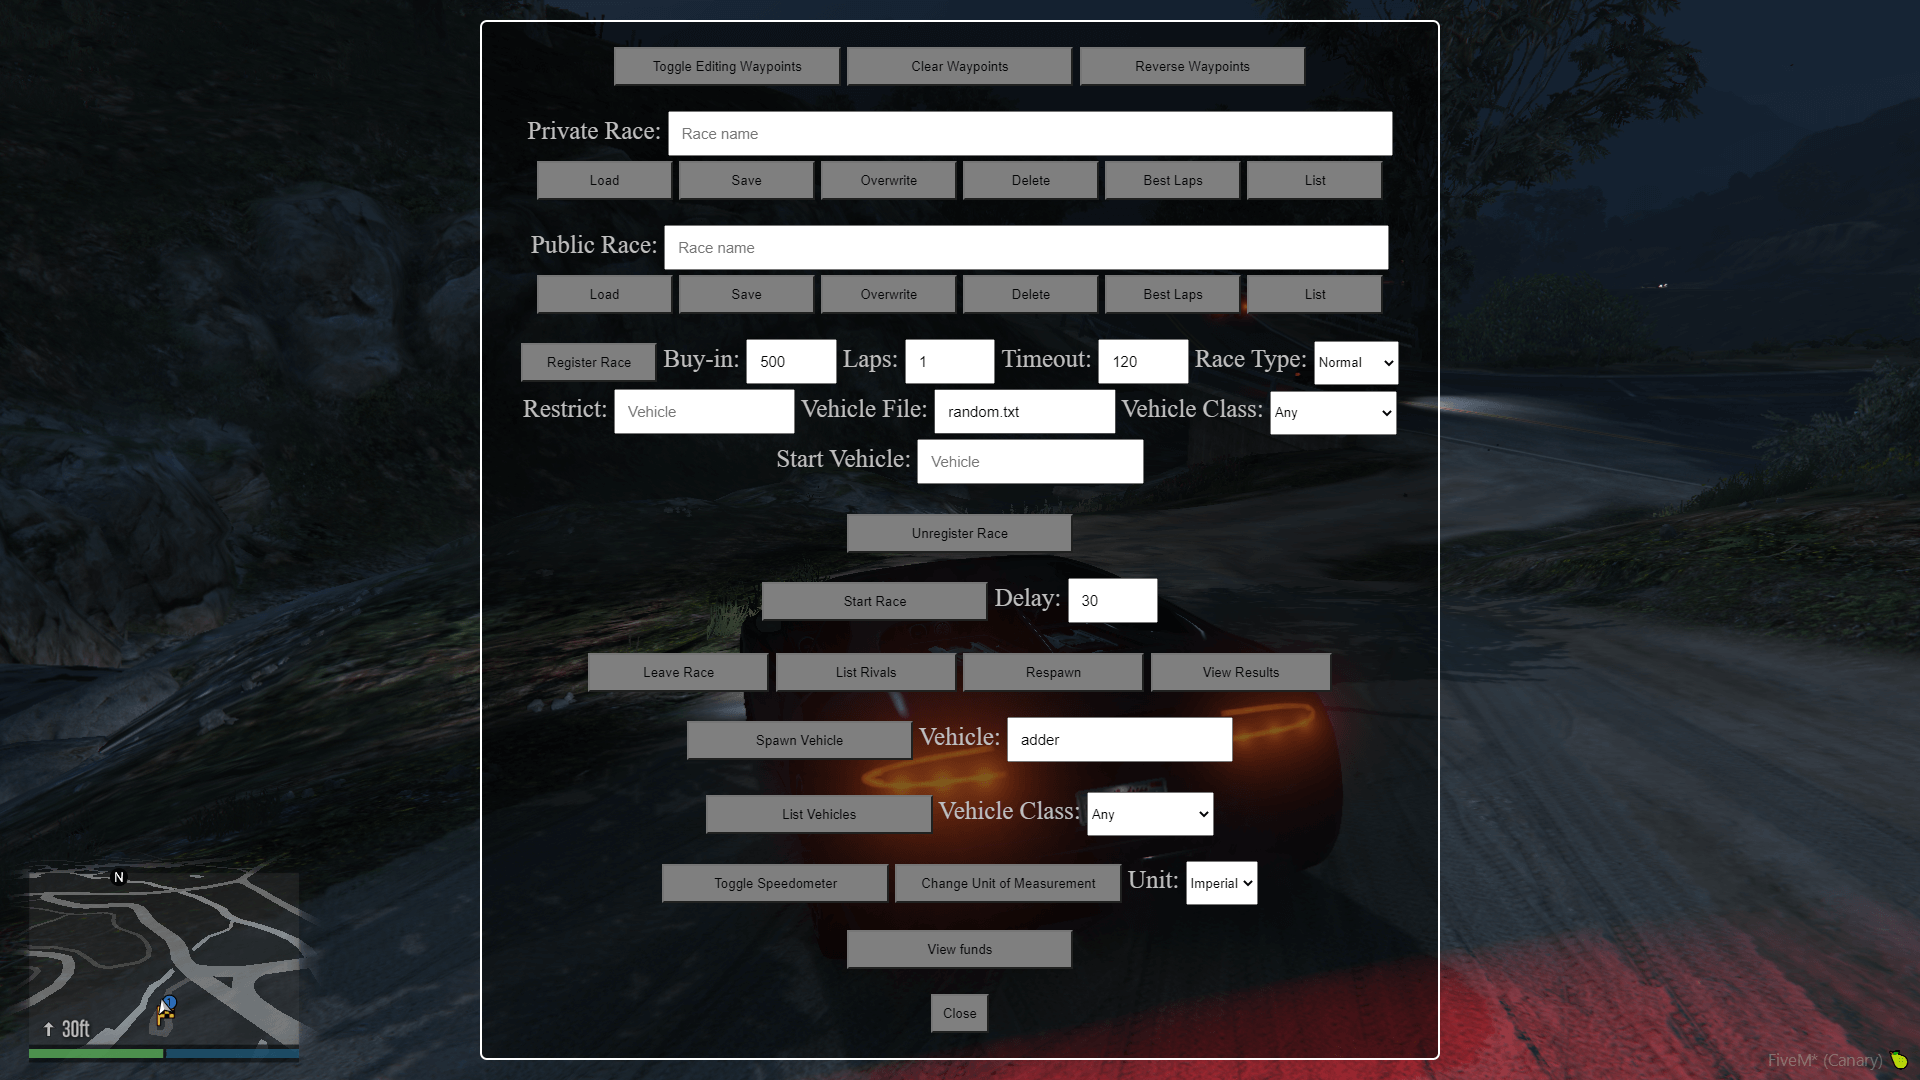 Toggle Editing Waypoints Clear Waypoints Reverse Waypoints
Private Race: Race name
Load Save Overwrite Delete Best Laps List
Public Race: Race name
Load Save Overwrite Delete Best Laps List
Register Race Buy-in: 500 Laps: 1 Timeout: 120 Race Type: Normal
Restrict: Vehicle Vehicle File: random.txt Vehicle Class: Any
Start Vehicle: Vehicle
Unregister Race
Start Race Delay: 30
Leave Race List Rivals Respawn View Results
Spawn Vehicle Vehicle: adder
List Vehicles Vehicle Class: Any
Toggle Speedometer Change Unit of Measurement Unit: Imperial
View funds
Close
N
1
↑ 30ft
FiveM* (Canary)